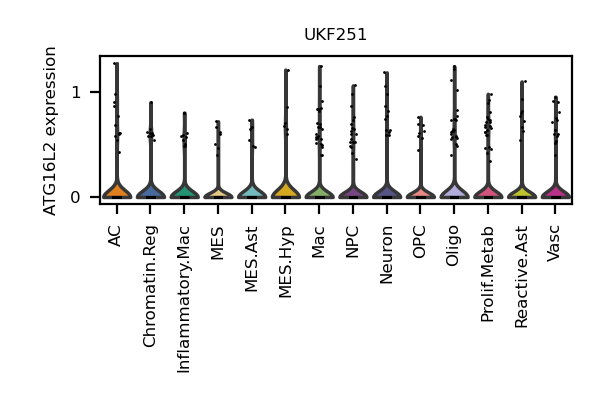 UKF251
ATG16L2 expression
1
0
AC
Chromatin.Reg
Inflammatory.Mac
MES
MES.Ast
MES.Hyp
Mac
NPC
Neuron
OPC
Oligo
Prolif.Metab
Reactive.Ast
Vasc